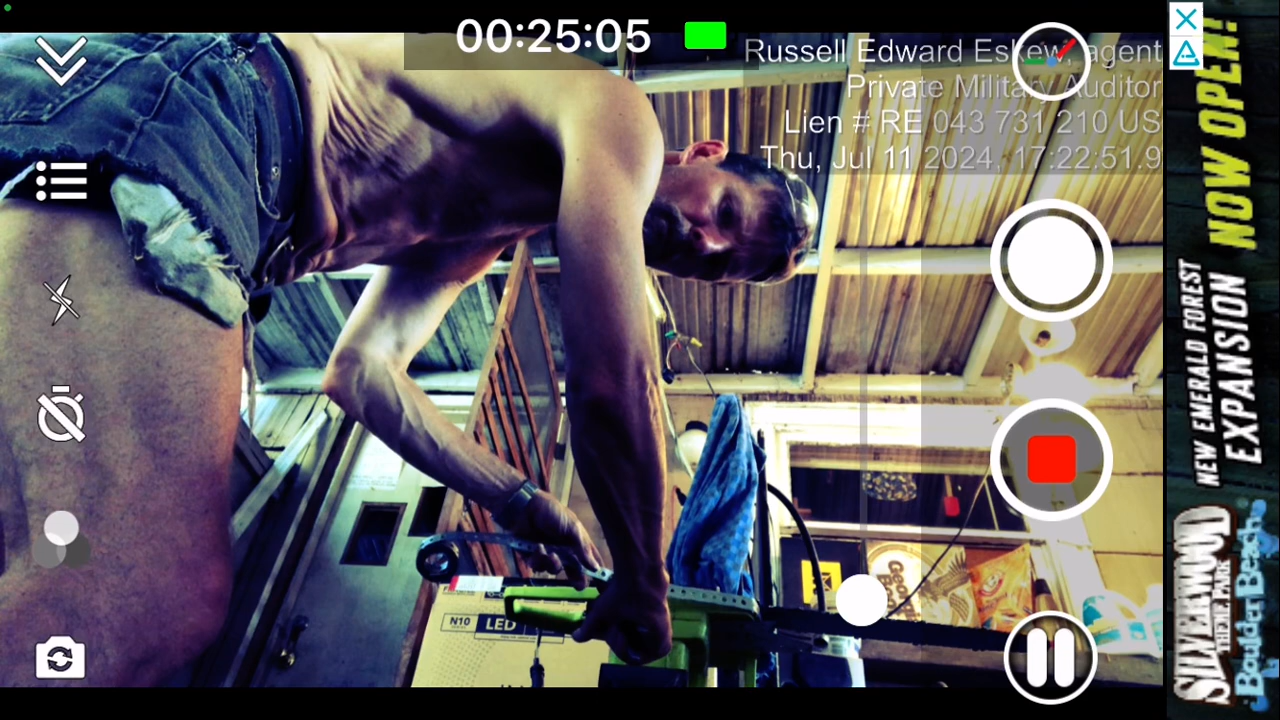 00:25:05
Russell Edward Eskew, agent
Private Military Auditor
Lien # RE 043 731 210 US
Thu, Jul 11 2024, 17:22:51.9
N10
LED
NEW EMERALD FOREST
EXPANSION
NOW OPEN!
SILVERWOOD
THEME PARK
Boulder Beach